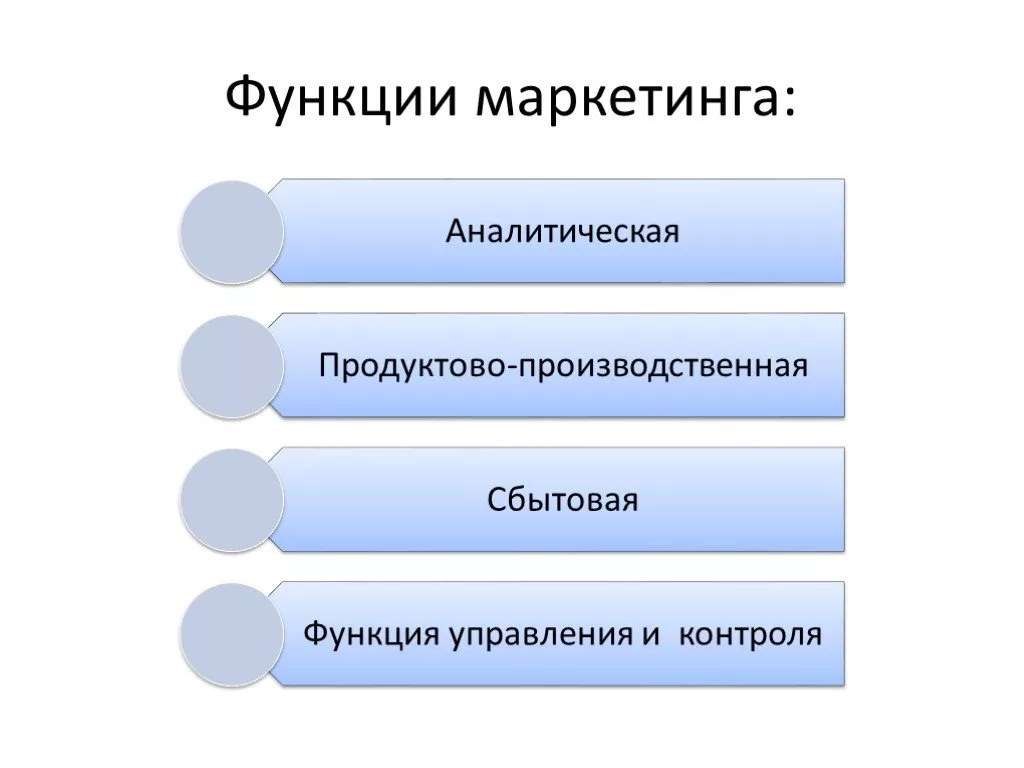 Функции маркетинга:
Аналитическая
Продуктово-производственная
Сбытовая
Функция управления и  контроля